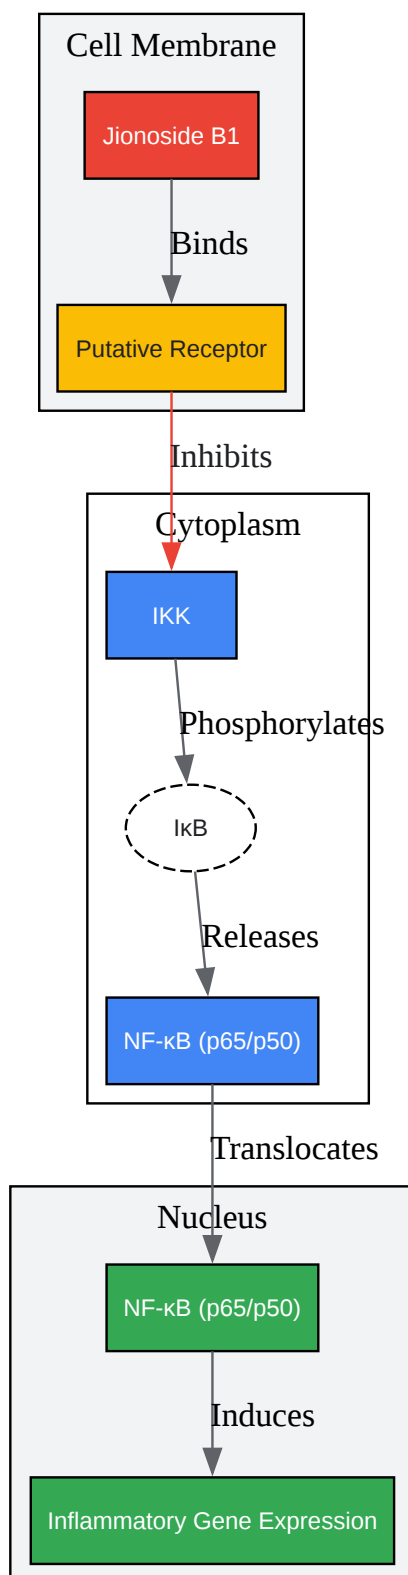 Cell Membrane
Jionoside B1
Binds
Putative Receptor
Inhibits
Cytoplasm
IKK
Phosphorylates
IκB
Releases
NF-κB (p65/p50)
Translocates
Nucleus
NF-κB (p65/p50)
Induces
Inflammatory Gene Expression